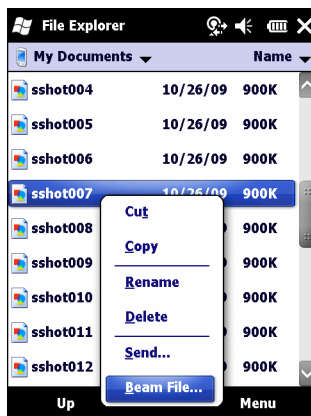 File Explorer
My Documents Name
sshot004 10/26/09 900K
sshot005 10/26/09 900K
sshot006 10/26/09 900K
sshot007 10/26/09 900K
sshot008 900K
sshot009 900K
sshot010 900K
sshot011 900K
sshot012 900K
Cut
Copy
Rename
Delete
Send...
Beam File...
Up Menu